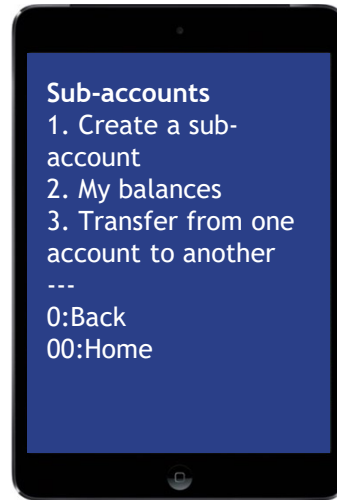 Sub-accounts
1. Create a sub-
account
2. My balances
3. Transfer from one
account to another
---
0:Back
00:Home